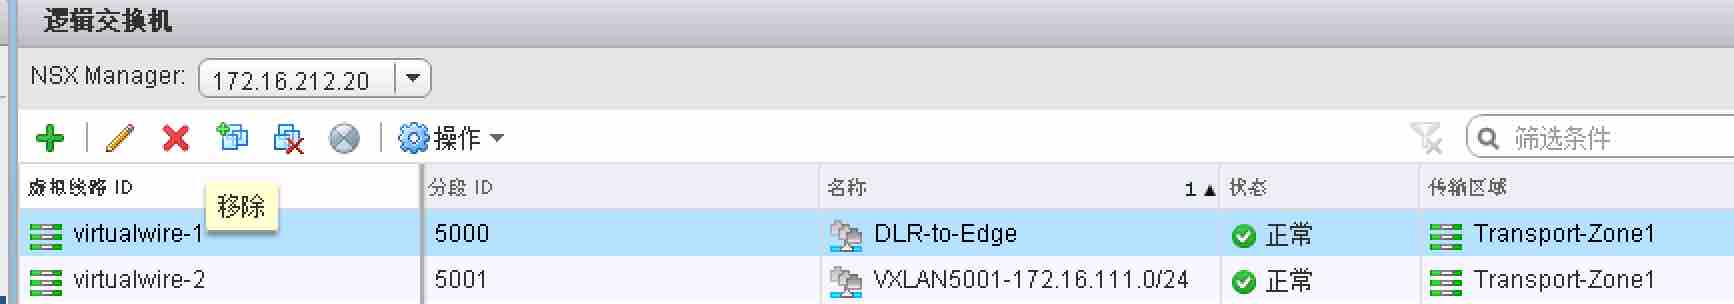 逻辑交换机
NSX Manager: 172.16.212.20
操作 筛选条件
虚拟线路 ID 分段 ID 名称 1 ▲ 状态 传输区域
移除
virtualwire-1 5000 DLR-to-Edge 正常 Transport-Zone1
virtualwire-2 5001 VXLAN5001-172.16.111.0/24 正常 Transport-Zone1